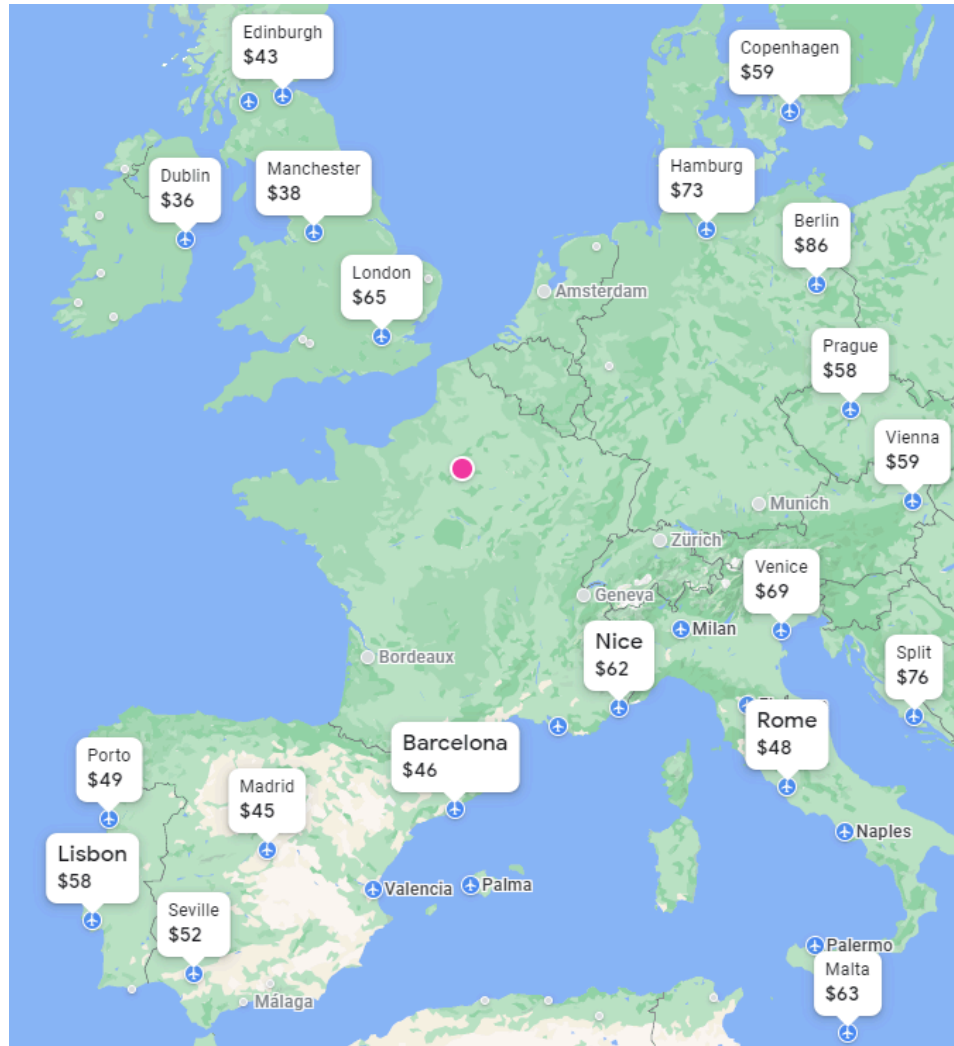 Edinburgh
$43
Copenhagen
$59
Dublin
$36
Manchester
$38
Hamburg
$73
Berlin
$86
London
$65
Amsterdam
Prague
$58
Vienna
$59
Munich
Zürich
Venice
$69
Geneva
Milan
Nice
$62
Bordeaux
Split
$76
Rome
$48
Barcelona
$46
Porto
$49
Madrid
$45
Naples
Lisbon
$58
Valencia
Palma
Seville
$52
Palermo
Malta
$63
Málaga